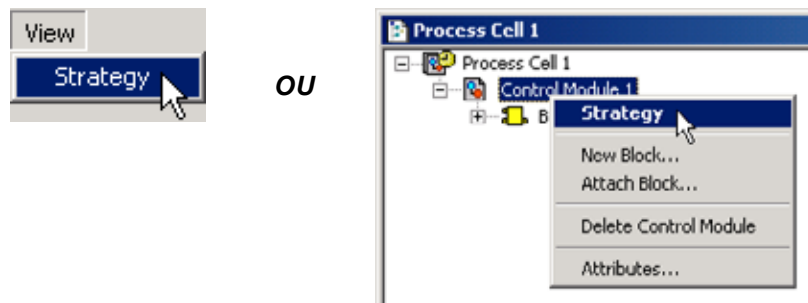 View
Strategy
OU
Process Cell 1
Process Cell 1
Control Module 1
B
Strategy
New Block...
Attach Block...
Delete Control Module
Attributes...